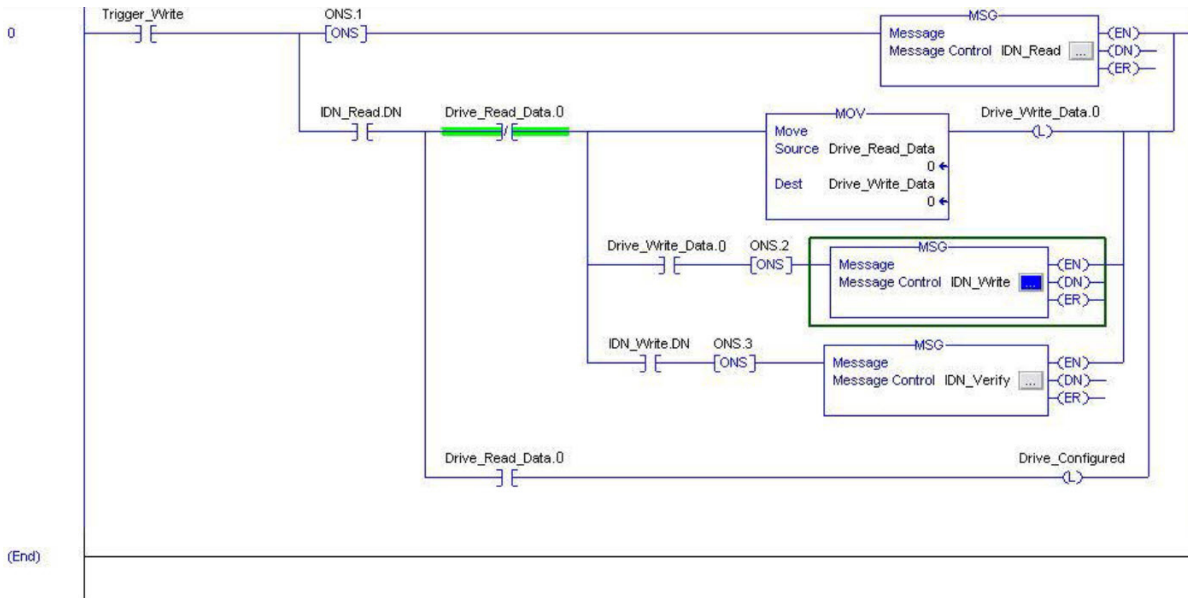 Trigger_Write
ONS.1
MSG
0
ONS
Message
EN
Message Control IDN_Read ...
DN
ER
IDN_Read.DN
Drive_Read_Data.0
MOV
Drive_Write_Data.0
/
Move
L
Source Drive_Read_Data
0
Dest Drive_Write_Data
0
Drive_Write_Data.0
ONS.2
MSG
ONS
Message
EN
Message Control IDN_Write ...
DN
ER
IDN_Write.DN
ONS.3
MSG
ONS
Message
EN
Message Control IDN_Verify ...
DN
ER
Drive_Read_Data.0
Drive_Configured
L
(End)